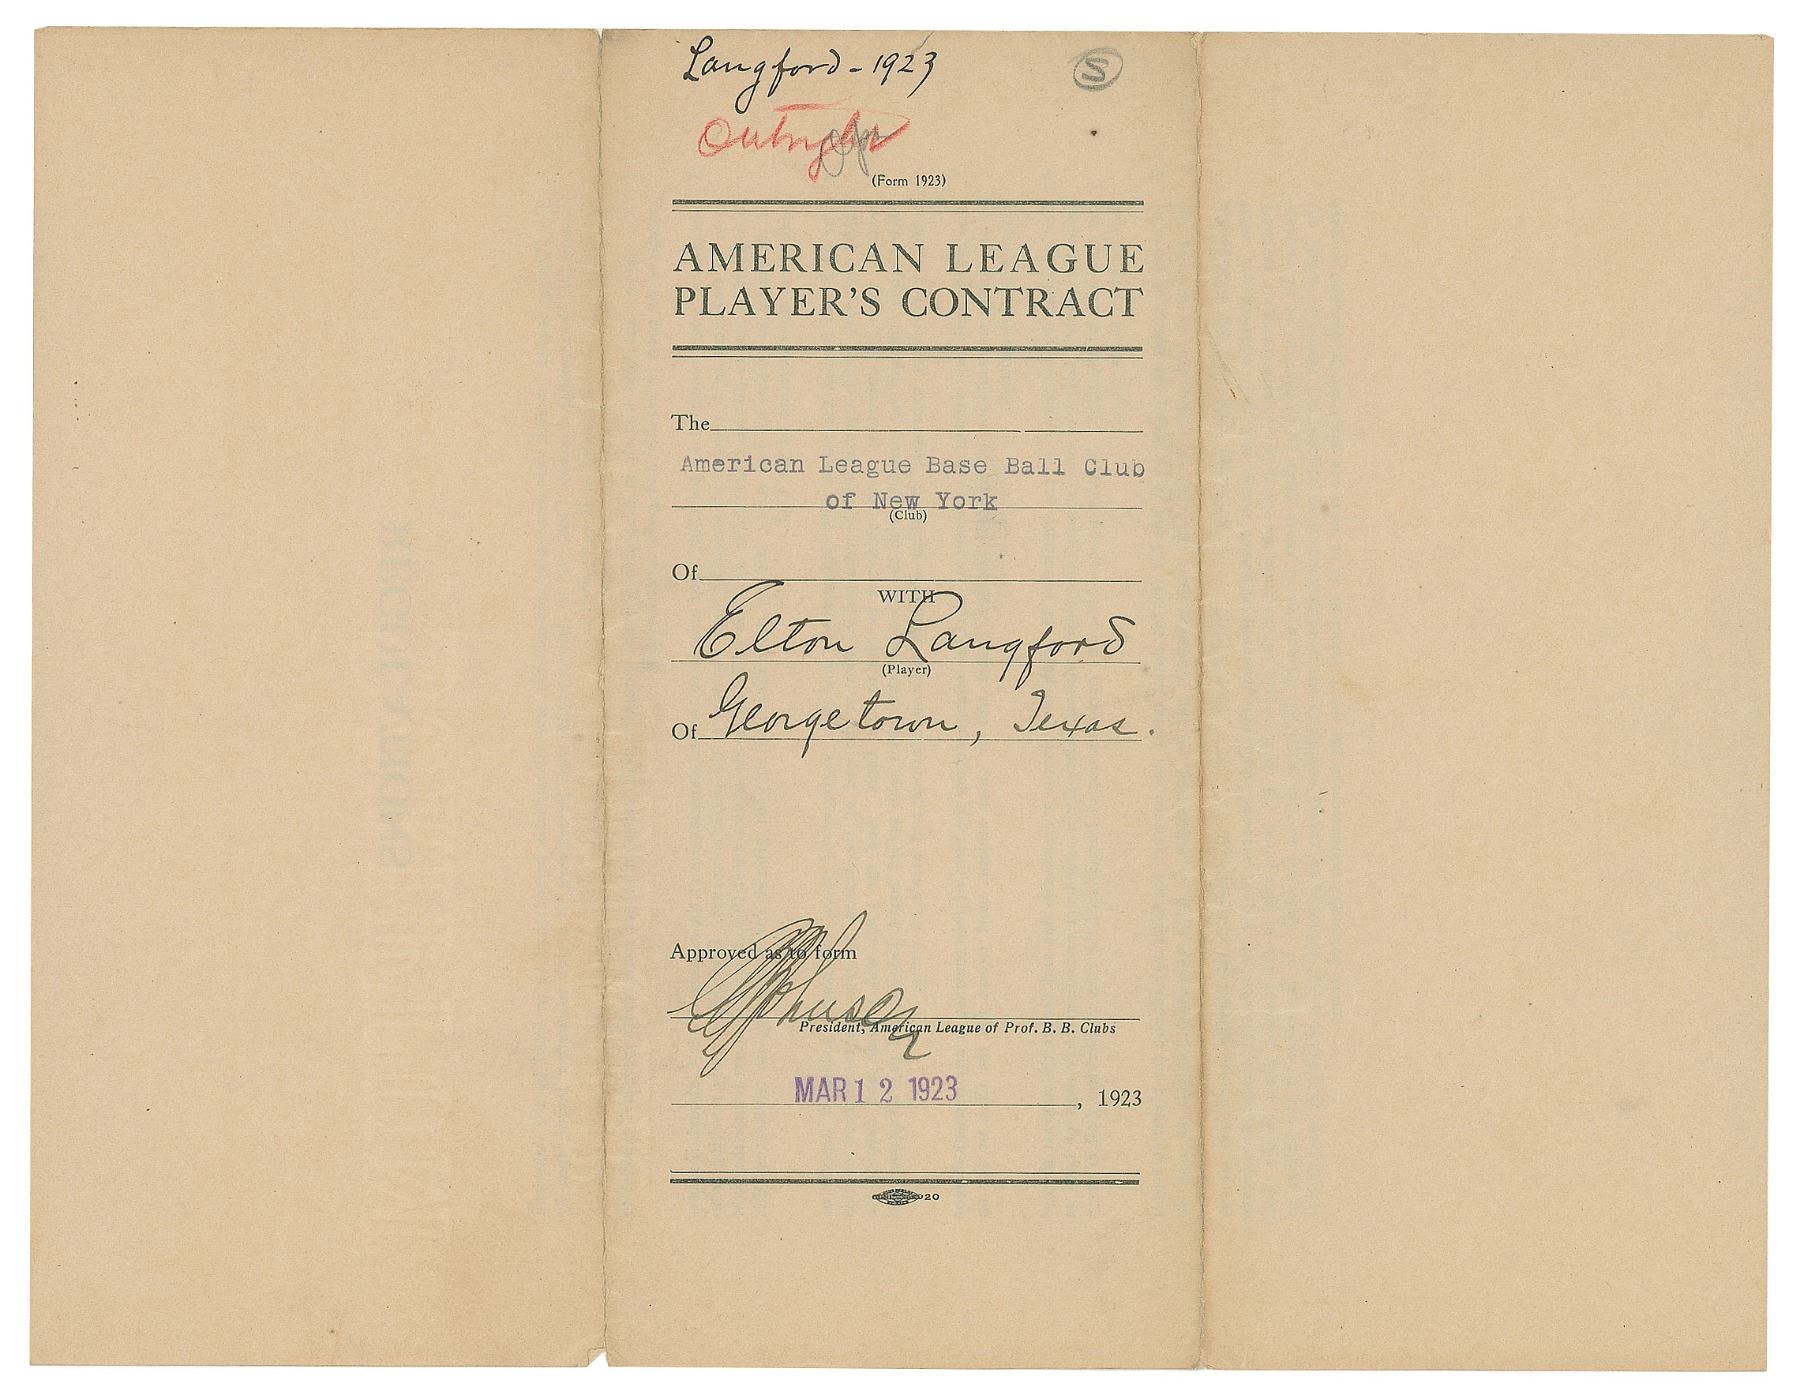 Langford - 1923
S
Outright
(Form 1923)
AMERICAN LEAGUE
PLAYER'S CONTRACT
The
American League Base Ball Club
of New York
(Club)
Of
WITH
Elton Langford
(Player)
Of Georgetown, Texas.
Approved as to form
BBJohnson
President, American League of Prof. B. B. Clubs
MAR 12 1923 , 1923
20